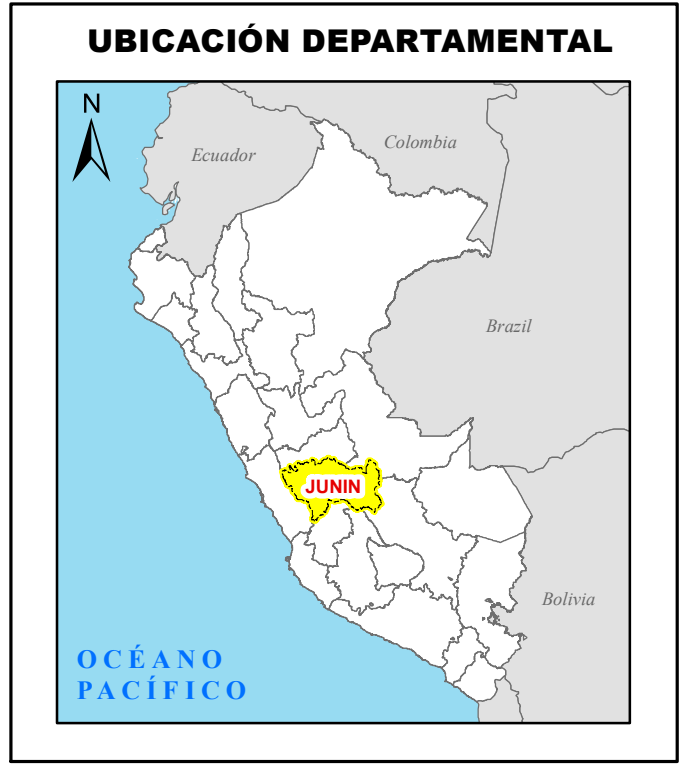 UBICACIÓN DEPARTAMENTAL
N
Ecuador
Colombia
Brazil
JUNIN
Bolivia
OCÉANO
PACÍFICO